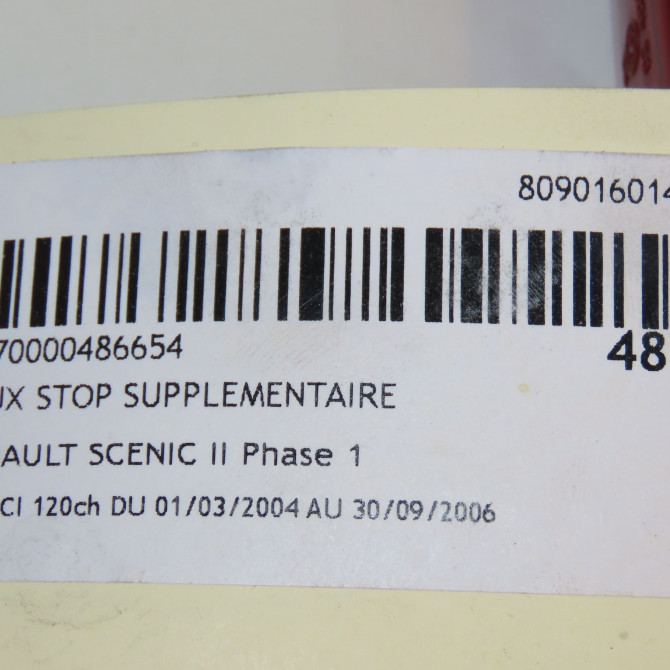 809016014
70000486654
48
UX STOP SUPPLEMENTAIRE
AULT SCENIC II Phase 1
CI 120ch DU 01/03/2004 AU 30/09/2006